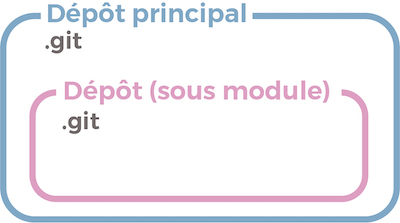 Dépôt principal
.git
Dépôt (sous module)
.git